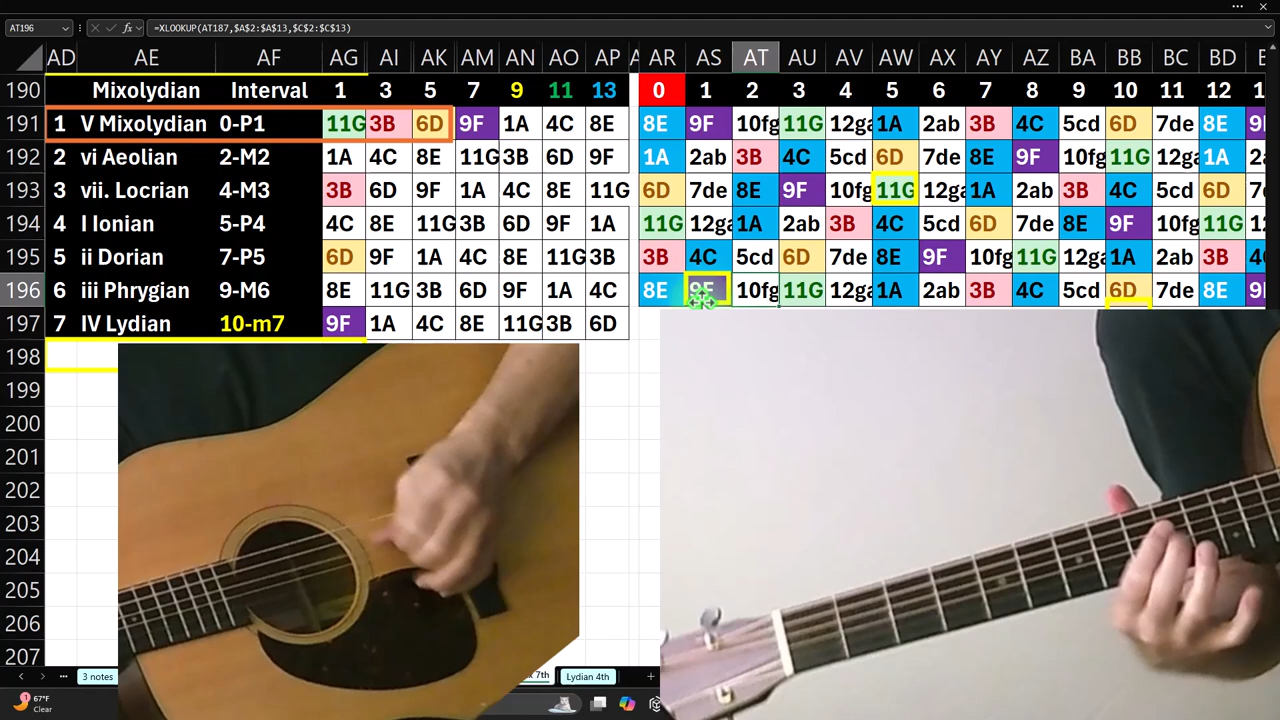 AT196 fx =XLOOKUP(AT187,$A$2:$A$13,$C$2:$C$13)
AD AE AF AG AI AK AM AN AO AP A AR AS AT AU AV AW AX AY AZ BA BB BC BD E
190 Mixolydian Interval 1 3 5 7 9 11 13 0 1 2 3 4 5 6 7 8 9 10 11 12 1
191 1 V Mixolydian 0-P1 11G 3B 6D 9F 1A 4C 8E 8E 9F 10fg 11G 12ga 1A 2ab 3B 4C 5cd 6D 7de 8E 9
192 2 vi Aeolian 2-M2 1A 4C 8E 11G 3B 6D 9F 1A 2ab 3B 4C 5cd 6D 7de 8E 9F 10fg 11G 12ga 1A 2
193 3 vii. Locrian 4-M3 3B 6D 9F 1A 4C 8E 11G 6D 7de 8E 9F 10fg 11G 12ga 1A 2ab 3B 4C 5cd 6D 7
194 4 I Ionian 5-P4 4C 8E 11G 3B 6D 9F 1A 11G 12ga 1A 2ab 3B 4C 5cd 6D 7de 8E 9F 10fg 11G 1
195 5 ii Dorian 7-P5 6D 9F 1A 4C 8E 11G 3B 3B 4C 5cd 6D 7de 8E 9F 10fg 11G 12ga 1A 2ab 3B 4
196 6 iii Phrygian 9-M6 8E 11G 3B 6D 9F 1A 4C 8E 9F 10fg 11G 12ga 1A 2ab 3B 4C 5cd 6D 7de 8E 9
197 7 IV Lydian 10-m7 9F 1A 4C 8E 11G 3B 6D
198
199
200
201
202
203
204
205
206
207
3 notes 7th Lydian 4th
67°F
Clear